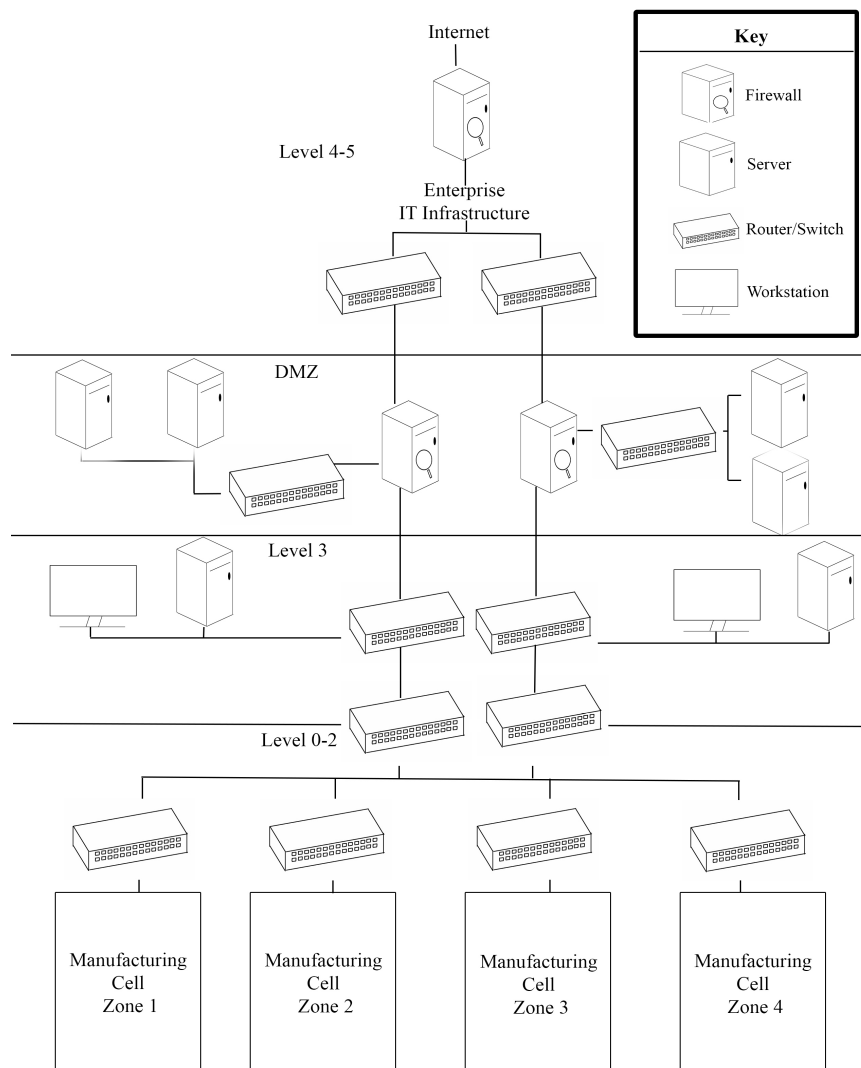 Internet
Key
Firewall
Level 4-5
Server
Enterprise
IT Infrastructure
Router/Switch
Workstation
DMZ
Level 3
Level 0-2
Manufacturing
Cell
Zone 1
Manufacturing
Cell
Zone 2
Manufacturing
Cell
Zone 3
Manufacturing
Cell
Zone 4